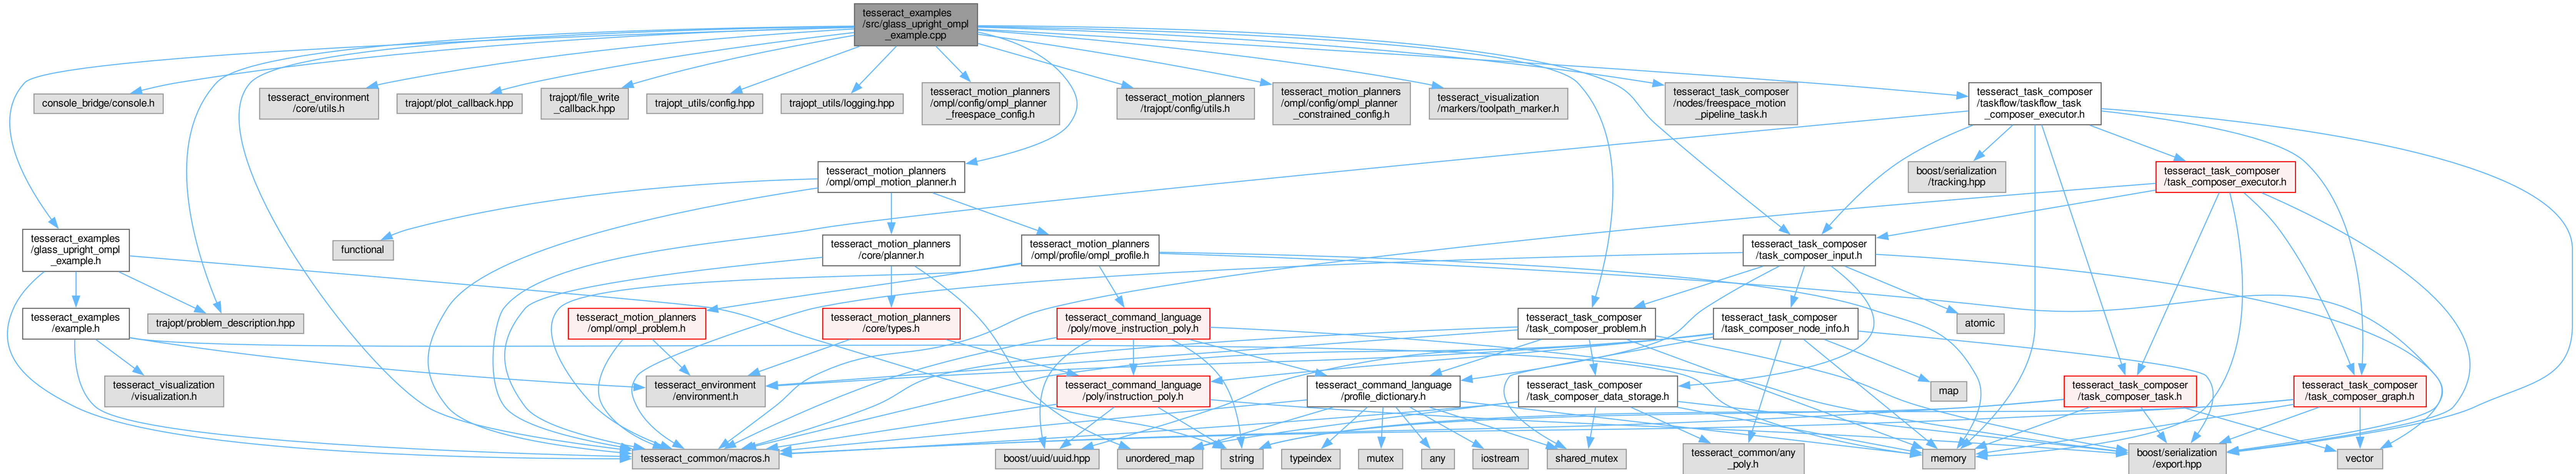 tesseract_examples
/src/glass_upright_ompl
_example.cpp
console_bridge/console.h
tesseract_environment
/core/utils.h
trajopt/plot_callback.hpp
trajopt/file_write
_callback.hpp
trajopt_utils/config.hpp
trajopt_utils/logging.hpp
tesseract_motion_planners
/ompl/config/ompl_planner
_freespace_config.h
tesseract_motion_planners
/trajopt/config/utils.h
tesseract_motion_planners
/ompl/config/ompl_planner
_constrained_config.h
tesseract_visualization
/markers/toolpath_marker.h
tesseract_task_composer
/nodes/freespace_motion
_pipeline_task.h
tesseract_task_composer
/taskflow/taskflow_task
_composer_executor.h
tesseract_motion_planners
/ompl/ompl_motion_planner.h
boost/serialization
/tracking.hpp
tesseract_task_composer
/task_composer_executor.h
tesseract_examples
/glass_upright_ompl
_example.h
functional
tesseract_motion_planners
/core/planner.h
tesseract_motion_planners
/ompl/profile/ompl_profile.h
tesseract_task_composer
/task_composer_input.h
tesseract_examples
/example.h
trajopt/problem_description.hpp
tesseract_motion_planners
/ompl/ompl_problem.h
tesseract_motion_planners
/core/types.h
tesseract_command_language
/poly/move_instruction_poly.h
tesseract_task_composer
/task_composer_problem.h
tesseract_task_composer
/task_composer_node_info.h
atomic
tesseract_visualization
/visualization.h
tesseract_environment
/environment.h
tesseract_command_language
/poly/instruction_poly.h
tesseract_command_language
/profile_dictionary.h
tesseract_task_composer
/task_composer_data_storage.h
map
tesseract_task_composer
/task_composer_task.h
tesseract_task_composer
/task_composer_graph.h
tesseract_common/macros.h
boost/uuid/uuid.hpp
unordered_map
string
typeindex
mutex
any
iostream
shared_mutex
tesseract_common/any
_poly.h
memory
boost/serialization
/export.hpp
vector